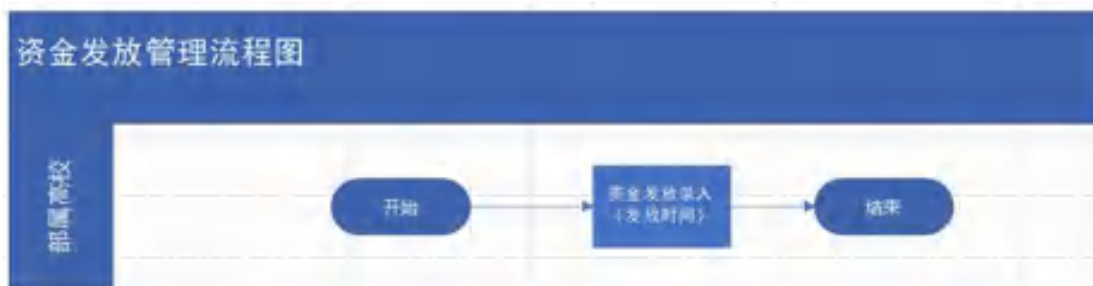 资金发放管理流程图
部属高校
开始
资金发放录入
（发放时间）
结束